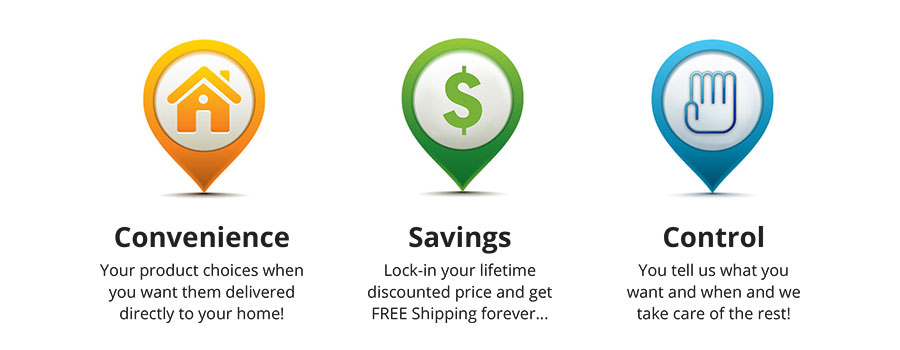 $
Convenience
Your product choices when
you want them delivered
directly to your home!
Savings
Lock-in your lifetime
discounted price and get
FREE Shipping forever...
Control
You tell us what you
want and when and we
take care of the rest!